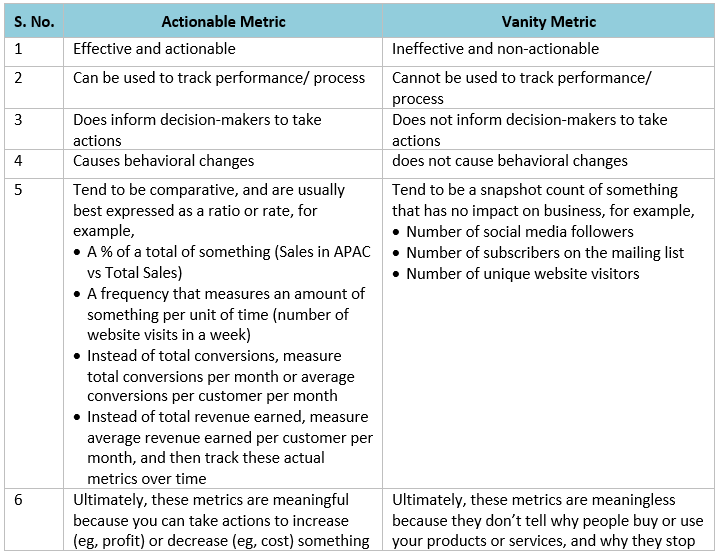 S. No.
Actionable Metric
Vanity Metric
1
Effective and actionable
Ineffective and non-actionable
2
Can be used to track performance/ process
Cannot be used to track performance/
process
3
Does inform decision-makers to take
actions
Does not inform decision-makers to take
actions
4
Causes behavioral changes
does not cause behavioral changes
5
Tend to be comparative, and are usually
best expressed as a ratio or rate, for
example,
• A % of a total of something (Sales in APAC
vs Total Sales)
• A frequency that measures an amount of
something per unit of time (number of
website visits in a week)
• Instead of total conversions, measure
total conversions per month or average
conversions per customer per month
• Instead of total revenue earned, measure
average revenue earned per customer per
month, and then track these actual
metrics over time
Tend to be a snapshot count of something
that has no impact on business, for example,
• Number of social media followers
• Number of subscribers on the mailing list
• Number of unique website visitors
6
Ultimately, these metrics are meaningful
because you can take actions to increase
(eg, profit) or decrease (eg, cost) something
Ultimately, these metrics are meaningless
because they don’t tell why people buy or use
your products or services, and why they stop